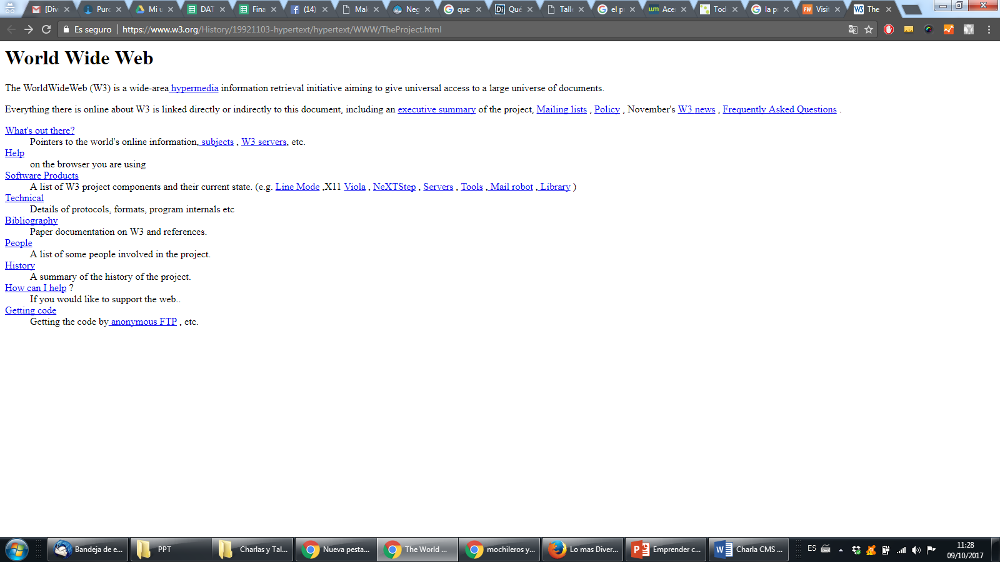 [Div
Purc
Mi u
DAT
Fina
(14)
Mak
Neg
que
Di
Qué
Talle
el p
wm
Ace
Tod
la p
FW
Visit
W3
The
Es seguro
https://www.w3.org/History/19921103-hypertext/hypertext/WWW/TheProject.html
World Wide Web
The WorldWideWeb (W3) is a wide-area hypermedia information retrieval initiative aiming to give universal access to a large universe of documents.
Everything there is online about W3 is linked directly or indirectly to this document, including an executive summary of the project, Mailing lists , Policy , November's W3 news , Frequently Asked Questions .
What's out there?
Pointers to the world's online information, subjects , W3 servers, etc.
Help
on the browser you are using
Software Products
A list of W3 project components and their current state. (e.g. Line Mode ,X11 Viola , NeXTStep , Servers , Tools , Mail robot , Library )
Technical
Details of protocols, formats, program internals etc
Bibliography
Paper documentation on W3 and references.
People
A list of some people involved in the project.
History
A summary of the history of the project.
How can I help ?
If you would like to support the web..
Getting code
Getting the code by anonymous FTP , etc.
Bandeja de e...
PPT
Charlas y Tal...
Nueva pesta...
The World ...
mochileros y...
Lo mas Diver...
Emprender c...
Charla CMS ...
ES
11:28
09/10/2017